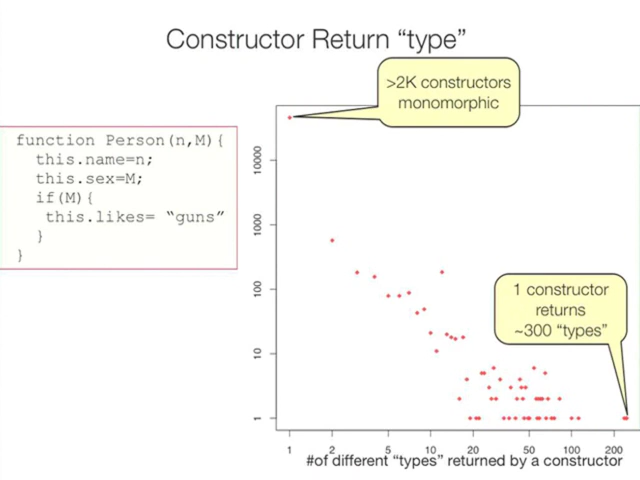 Constructor Return “type”
>2K constructors
monomorphic
function Person(n,M){
this.name=n;
this.sex=M;
if(M){
this.likes= “guns”
}
}
10000
1000
100
10
1
1 constructor
returns
~300 “types”
1 2 5 10 20 50 100 200
#of different “types” returned by a constructor